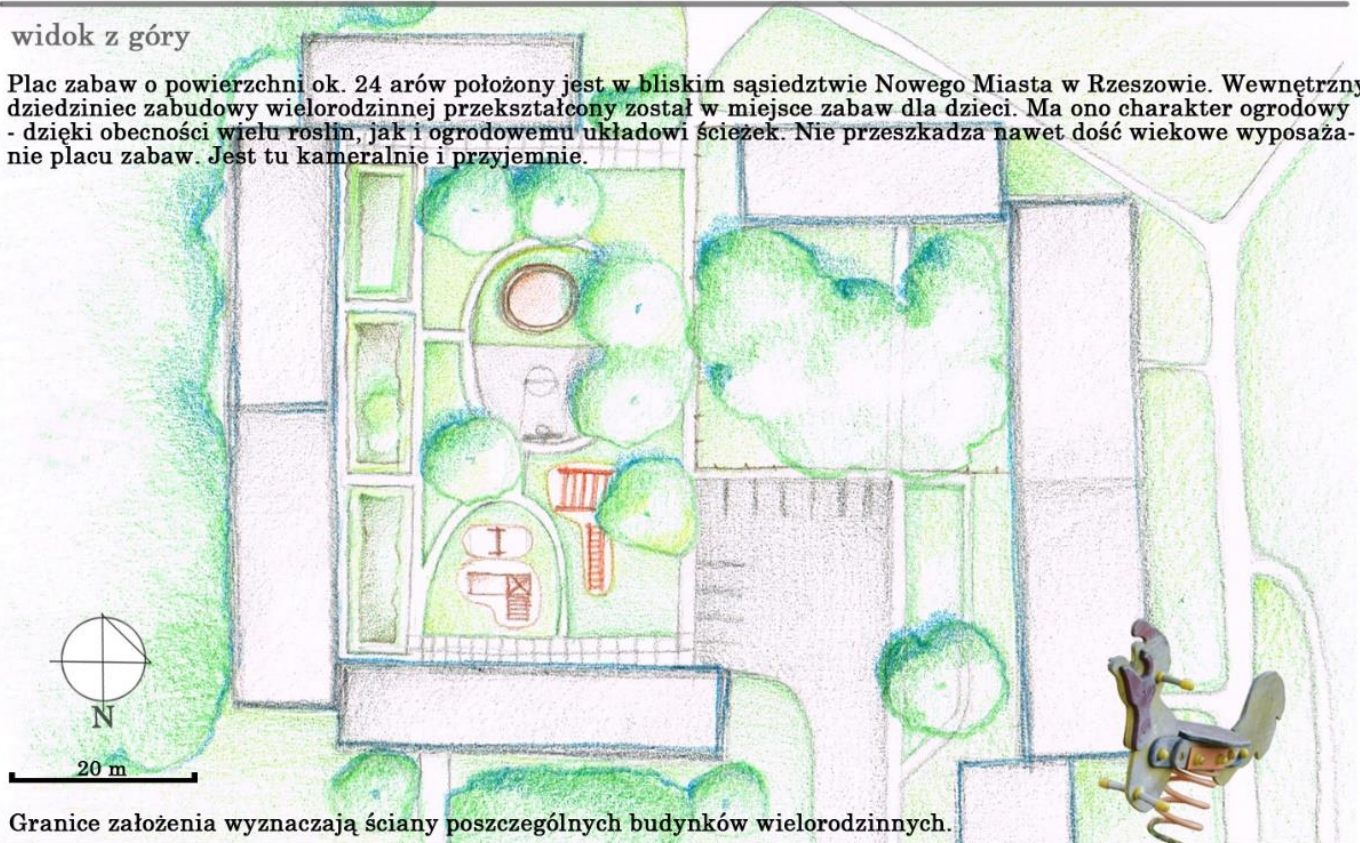 widok z góry
Plac zabaw o powierzchni ok. 24 arów położony jest w bliskim sąsiedztwie Nowego Miasta w Rzeszowie. Wewnętrzny
dziedziniec zabudowy wielorodzinnej przekształcony został w miejsce zabaw dla dzieci. Ma ono charakter ogrodowy
- dzięki obecności wielu roslin, jak i ogrodowemu układowi ścieżek. Nie przeszkadza nawet dość wiekowe wyposaża-
nie placu zabaw. Jest tu kameralnie i przyjemnie.
N
20 m
Granice założenia wyznaczają ściany poszczególnych budynków wielorodzinnych.